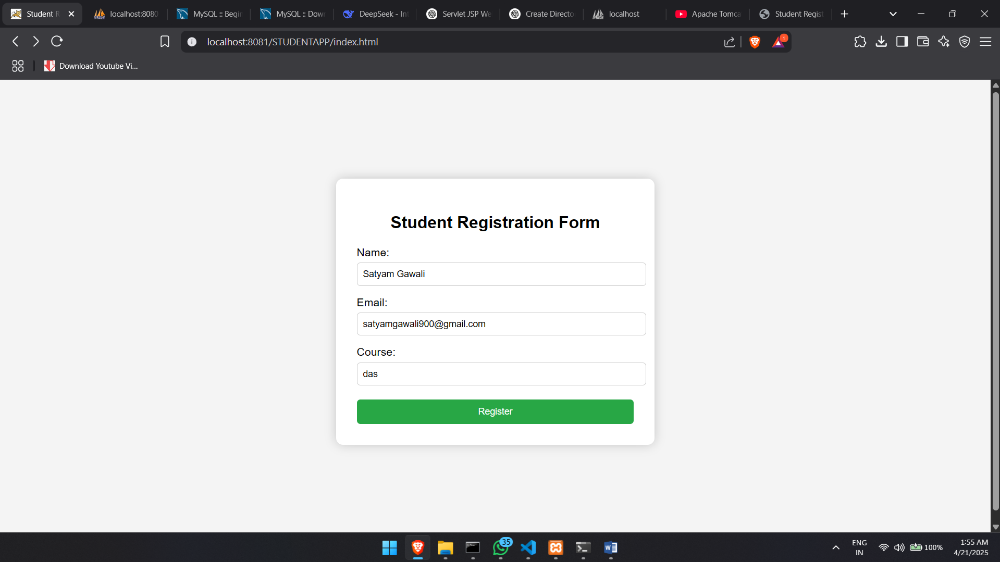 Student R
localhost:8080
MySQL :: Begin
MySQL :: Down
DeepSeek - Int
Servlet JSP We
Create Directo
localhost
Apache Tomca
Student Regist
localhost:8081/STUDENTAPP/index.html
1
Download Youtube Vi...
Student Registration Form
Name:
Satyam Gawali
Email:
satyamgawali900@gmail.com
Course:
das
Register
35
ENG
IN
100%
1:55 AM
4/21/2025